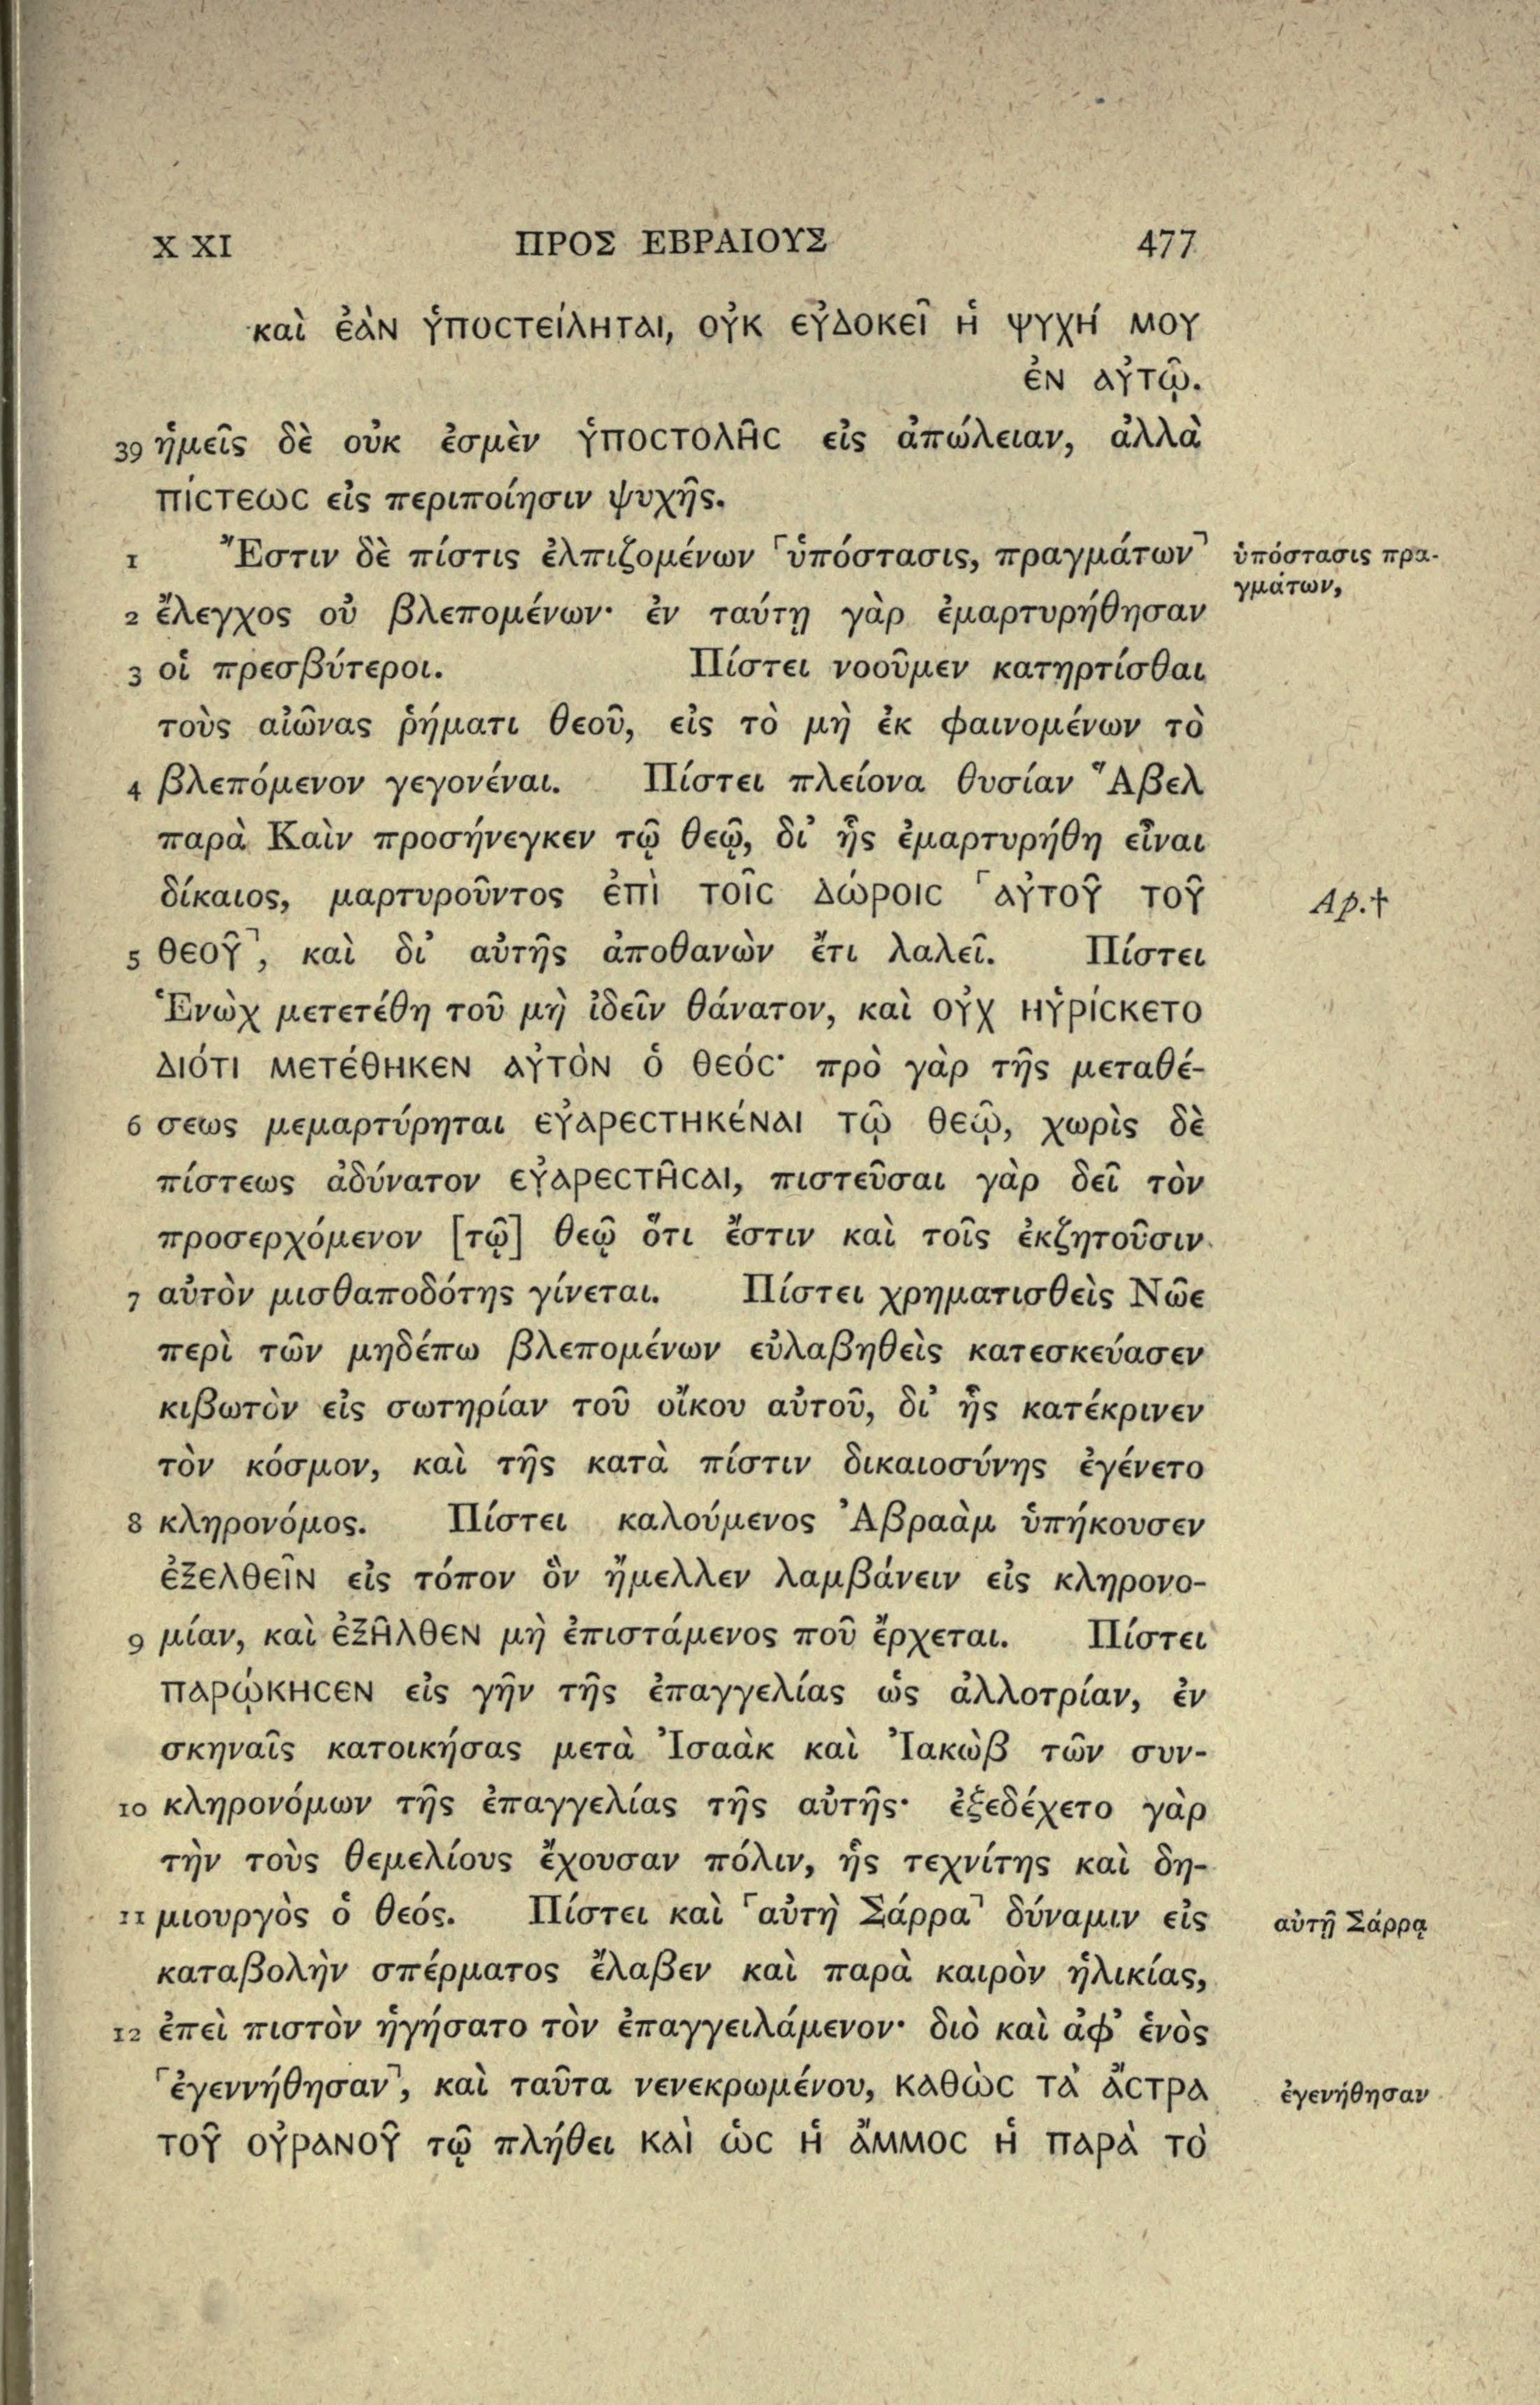 X XI ΠΡΟΣ ΕΒΡΑΙΟΥΣ 477
καὶ ἐὰν ὑποστείληται, οὐκ εὐδοκεῖ ἡ ψυχή μου
ἐν αὐτῷ.
39 ἡμεῖς δὲ οὐκ ἐσμὲν ὑποστολῆς εἰς ἀπώλειαν, ἀλλὰ
πίστεως εἰς περιποίησιν ψυχῆς.
1 Ἔστιν δὲ πίστις ἐλπιζομένων ⸀ὑπόστασις, πραγμάτων⸣ ὑπόστασις πρα-
γμάτων,
2 ἔλεγχος οὐ βλεπομένων· ἐν ταύτῃ γὰρ ἐμαρτυρήθησαν
3 οἱ πρεσβύτεροι. Πίστει νοοῦμεν κατηρτίσθαι
τοὺς αἰῶνας ῥήματι θεοῦ, εἰς τὸ μὴ ἐκ φαινομένων τὸ
4 βλεπόμενον γεγονέναι. Πίστει πλείονα θυσίαν Ἄβελ
παρὰ Καὶν προσήνεγκεν τῷ θεῷ, δι' ἧς ἐμαρτυρήθη εἶναι
δίκαιος, μαρτυροῦντος ἐπὶ τοῖς δώροις ⸀αὐτοῦ τοῦ Ap.†
5 θεοῦ⸣, καὶ δι' αὐτῆς ἀποθανὼν ἔτι λαλεῖ. Πίστει
Ἑνὼχ μετετέθη τοῦ μὴ ἰδεῖν θάνατον, καὶ οὐχ ηὑρίσκετο
διότι μετέθηκεν αὐτὸν ὁ θεός· πρὸ γὰρ τῆς μεταθέ-
6 σεως μεμαρτύρηται εὐαρεστηκέναι τῷ θεῷ, χωρὶς δὲ
πίστεως ἀδύνατον εὐαρεστῆσαι, πιστεῦσαι γὰρ δεῖ τὸν
προσερχόμενον [τῷ] θεῷ ὅτι ἔστιν καὶ τοῖς ἐκζητοῦσιν
7 αὐτὸν μισθαποδότης γίνεται. Πίστει χρηματισθεὶς Νῶε
περὶ τῶν μηδέπω βλεπομένων εὐλαβηθεὶς κατεσκεύασεν
κιβωτὸν εἰς σωτηρίαν τοῦ οἴκου αὐτοῦ, δι' ἧς κατέκρινεν
τὸν κόσμον, καὶ τῆς κατὰ πίστιν δικαιοσύνης ἐγένετο
8 κληρονόμος. Πίστει καλούμενος Ἀβραὰμ ὑπήκουσεν
ἐξελθεῖν εἰς τόπον ὃν ἤμελλεν λαμβάνειν εἰς κληρονο-
9 μίαν, καὶ ἐξῆλθεν μὴ ἐπιστάμενος ποῦ ἔρχεται. Πίστει
παρῴκησεν εἰς γῆν τῆς ἐπαγγελίας ὡς ἀλλοτρίαν, ἐν
σκηναῖς κατοικήσας μετὰ Ἰσαὰκ καὶ Ἰακὼβ τῶν συν-
10 κληρονόμων τῆς ἐπαγγελίας τῆς αὐτῆς· ἐξεδέχετο γὰρ
τὴν τοὺς θεμελίους ἔχουσαν πόλιν, ἧς τεχνίτης καὶ δη-
11 μιουργὸς ὁ θεός. Πίστει καὶ ⸀αὐτὴ Σάρρα⸣ δύναμιν εἰς αὐτῇ Σάρρᾳ
καταβολὴν σπέρματος ἔλαβεν καὶ παρὰ καιρὸν ἡλικίας,
12 ἐπεὶ πιστὸν ἡγήσατο τὸν ἐπαγγειλάμενον· διὸ καὶ ἀφ' ἑνὸς
⸀ἐγεννήθησαν⸣, καὶ ταῦτα νενεκρωμένου, καθὼς τὰ ἄστρα ἐγενήθησαν
τοῦ οὐρανοῦ τῷ πλήθει καὶ ὡς ἡ ἄμμος ἡ παρὰ τὸ